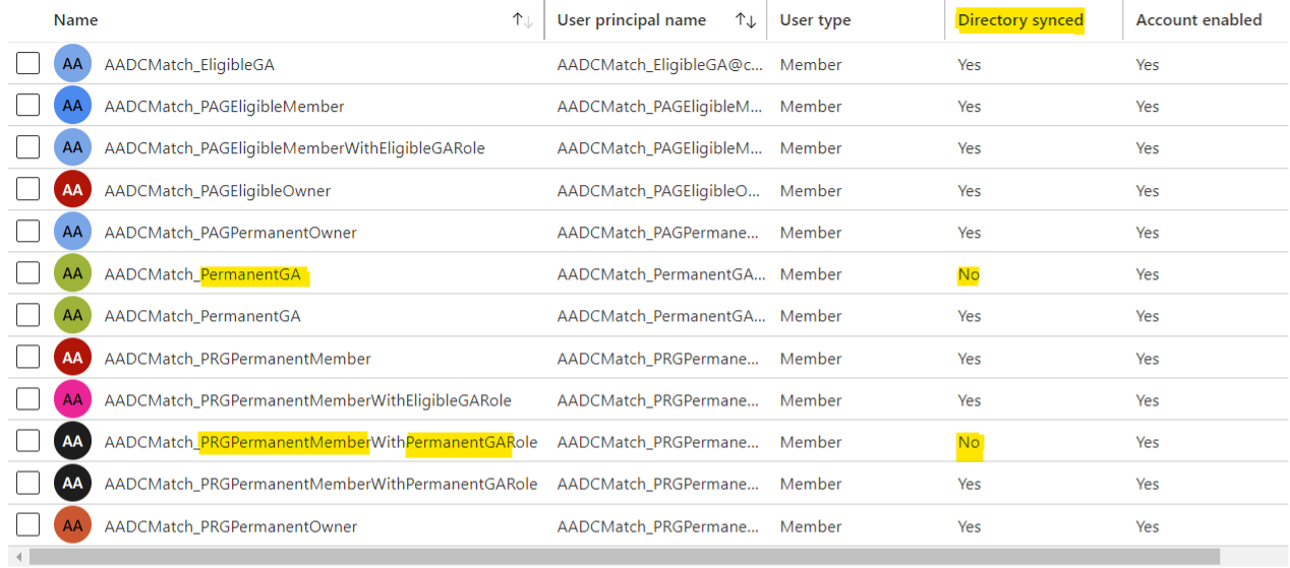 Name ↑↓ User principal name ↑↓ User type Directory synced Account enabled
AA AADCMatch_EligibleGA AADCMatch_EligibleGA@c... Member Yes Yes
AA AADCMatch_PAGEligibleMember AADCMatch_PAGEligibleM... Member Yes Yes
AA AADCMatch_PAGEligibleMemberWithEligibleGARole AADCMatch_PAGEligibleM... Member Yes Yes
AA AADCMatch_PAGEligibleOwner AADCMatch_PAGEligibleO... Member Yes Yes
AA AADCMatch_PAGPermanentOwner AADCMatch_PAGPermane... Member Yes Yes
AA AADCMatch_PermanentGA AADCMatch_PermanentGA... Member No Yes
AA AADCMatch_PermanentGA AADCMatch_PermanentGA... Member Yes Yes
AA AADCMatch_PRGPermanentMember AADCMatch_PRGPermane... Member Yes Yes
AA AADCMatch_PRGPermanentMemberWithEligibleGARole AADCMatch_PRGPermane... Member Yes Yes
AA AADCMatch_PRGPermanentMemberWithPermanentGARole AADCMatch_PRGPermane... Member No Yes
AA AADCMatch_PRGPermanentMemberWithPermanentGARole AADCMatch_PRGPermane... Member Yes Yes
AA AADCMatch_PRGPermanentOwner AADCMatch_PRGPermane... Member Yes Yes